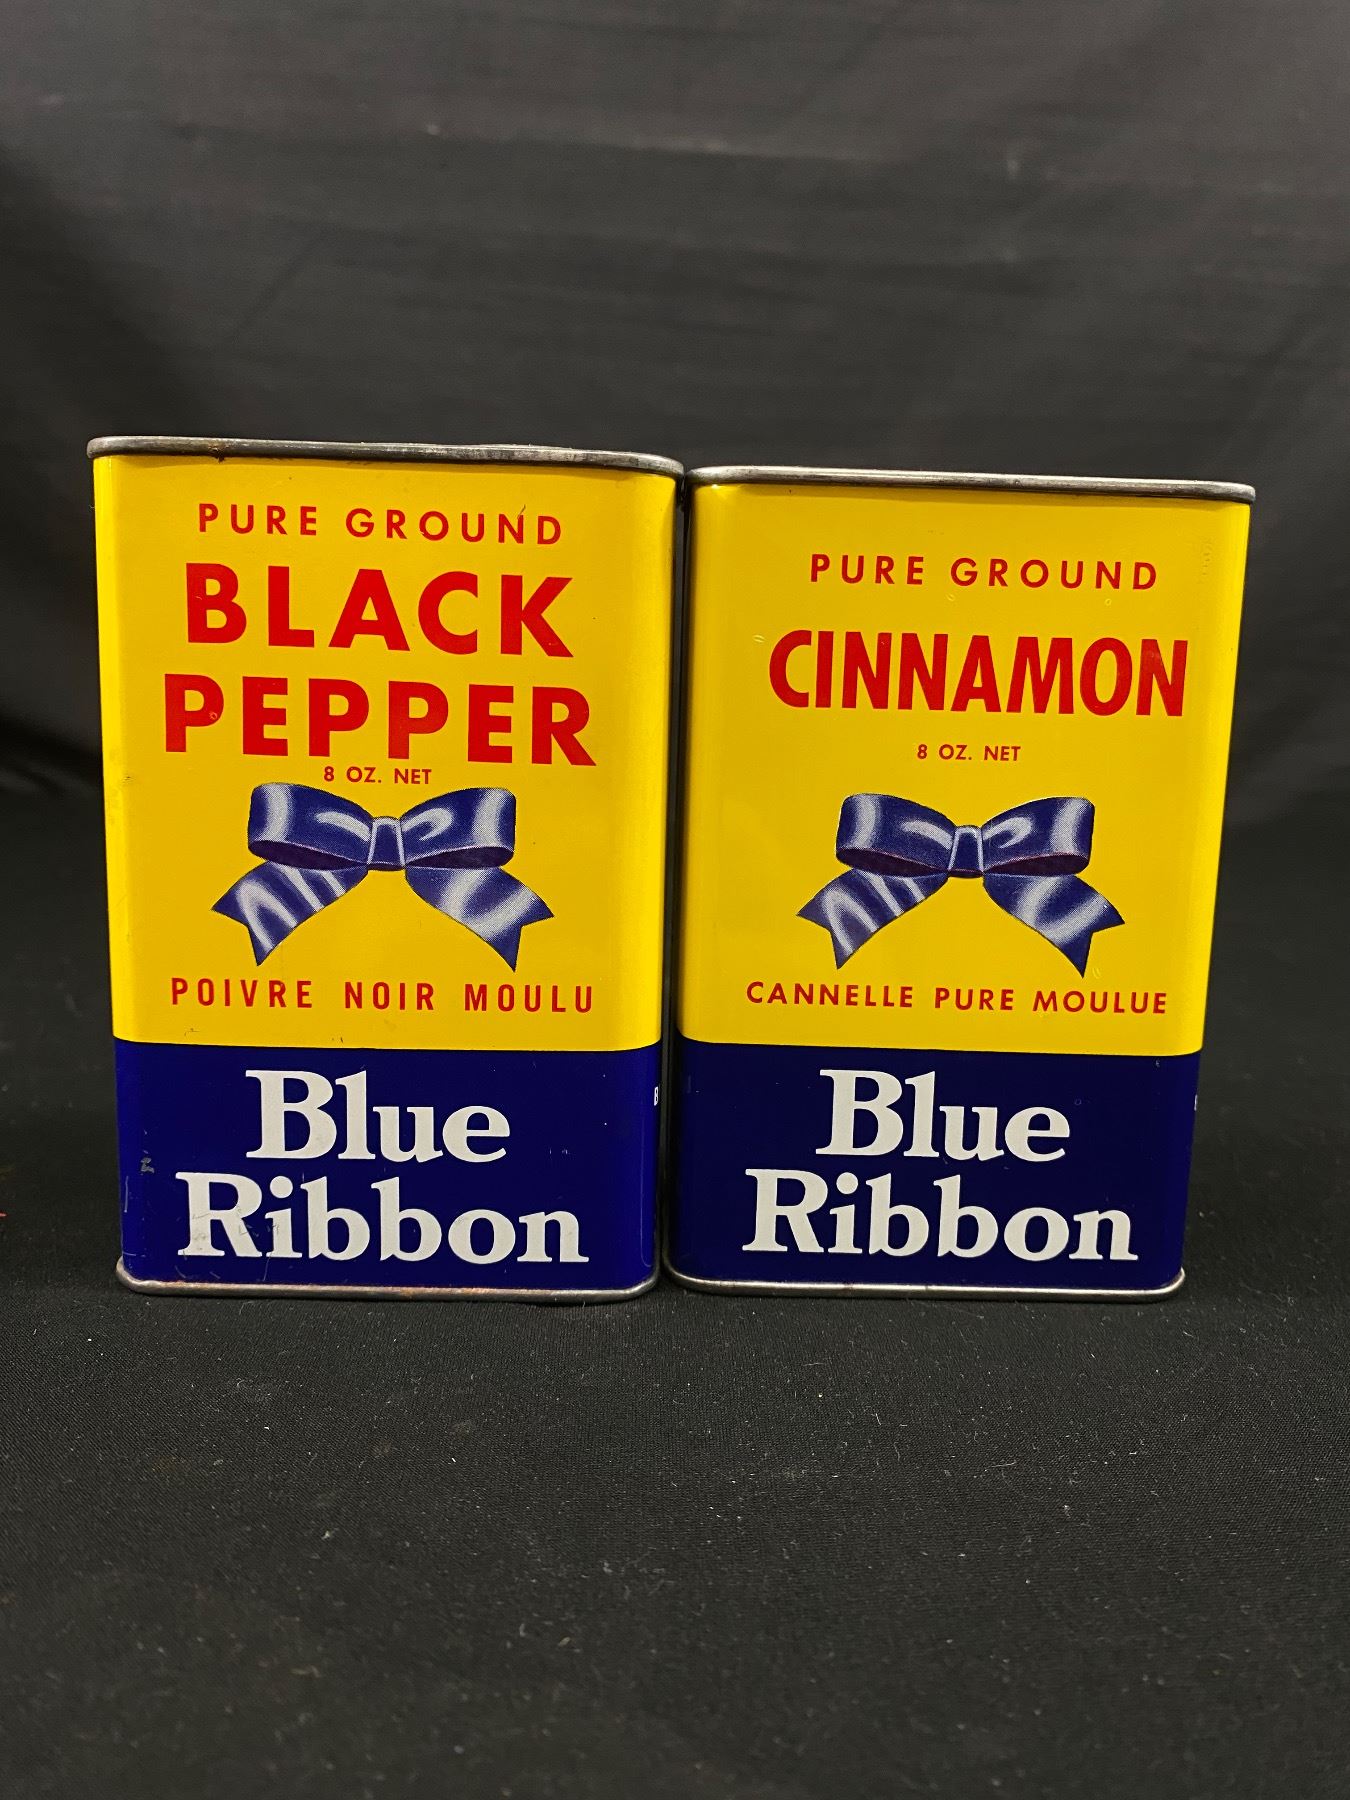 PURE GROUND
BLACK
PEPPER
8 OZ. NET
POIVRE NOIR MOULU
Blue
Ribbon
PURE GROUND
CINNAMON
8 OZ. NET
CANNELLE PURE MOULUE
Blue
Ribbon